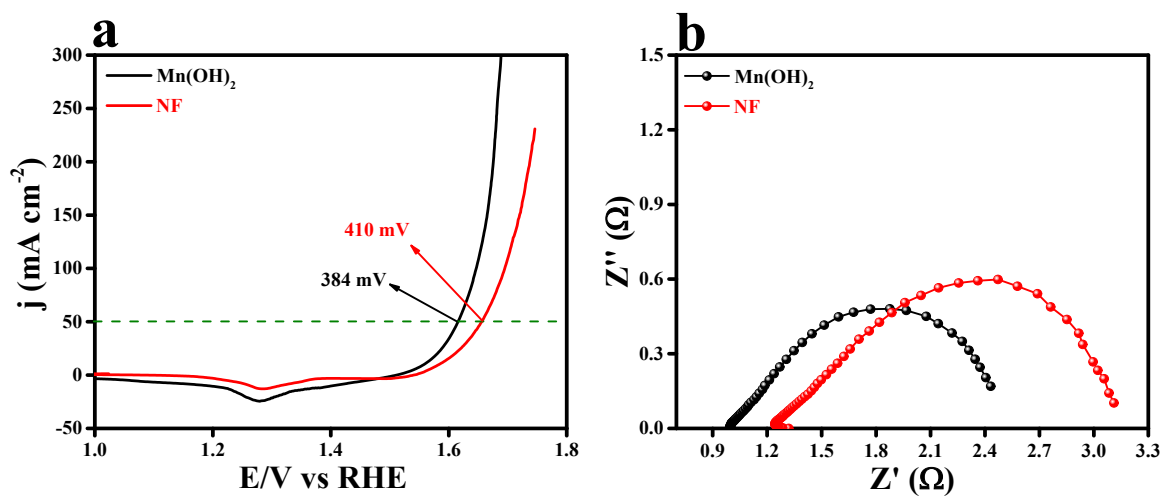 a
300
250
200
150
100
50
0
-50
j (mA cm⁻²)
Mn(OH)₂
NF
410 mV
384 mV
1.0 1.2 1.4 1.6 1.8
E/V vs RHE
b
1.5
1.2
0.9
0.6
0.3
0.0
Z'' (Ω)
Mn(OH)₂
NF
0.9 1.2 1.5 1.8 2.1 2.4 2.7 3.0 3.3
Z' (Ω)